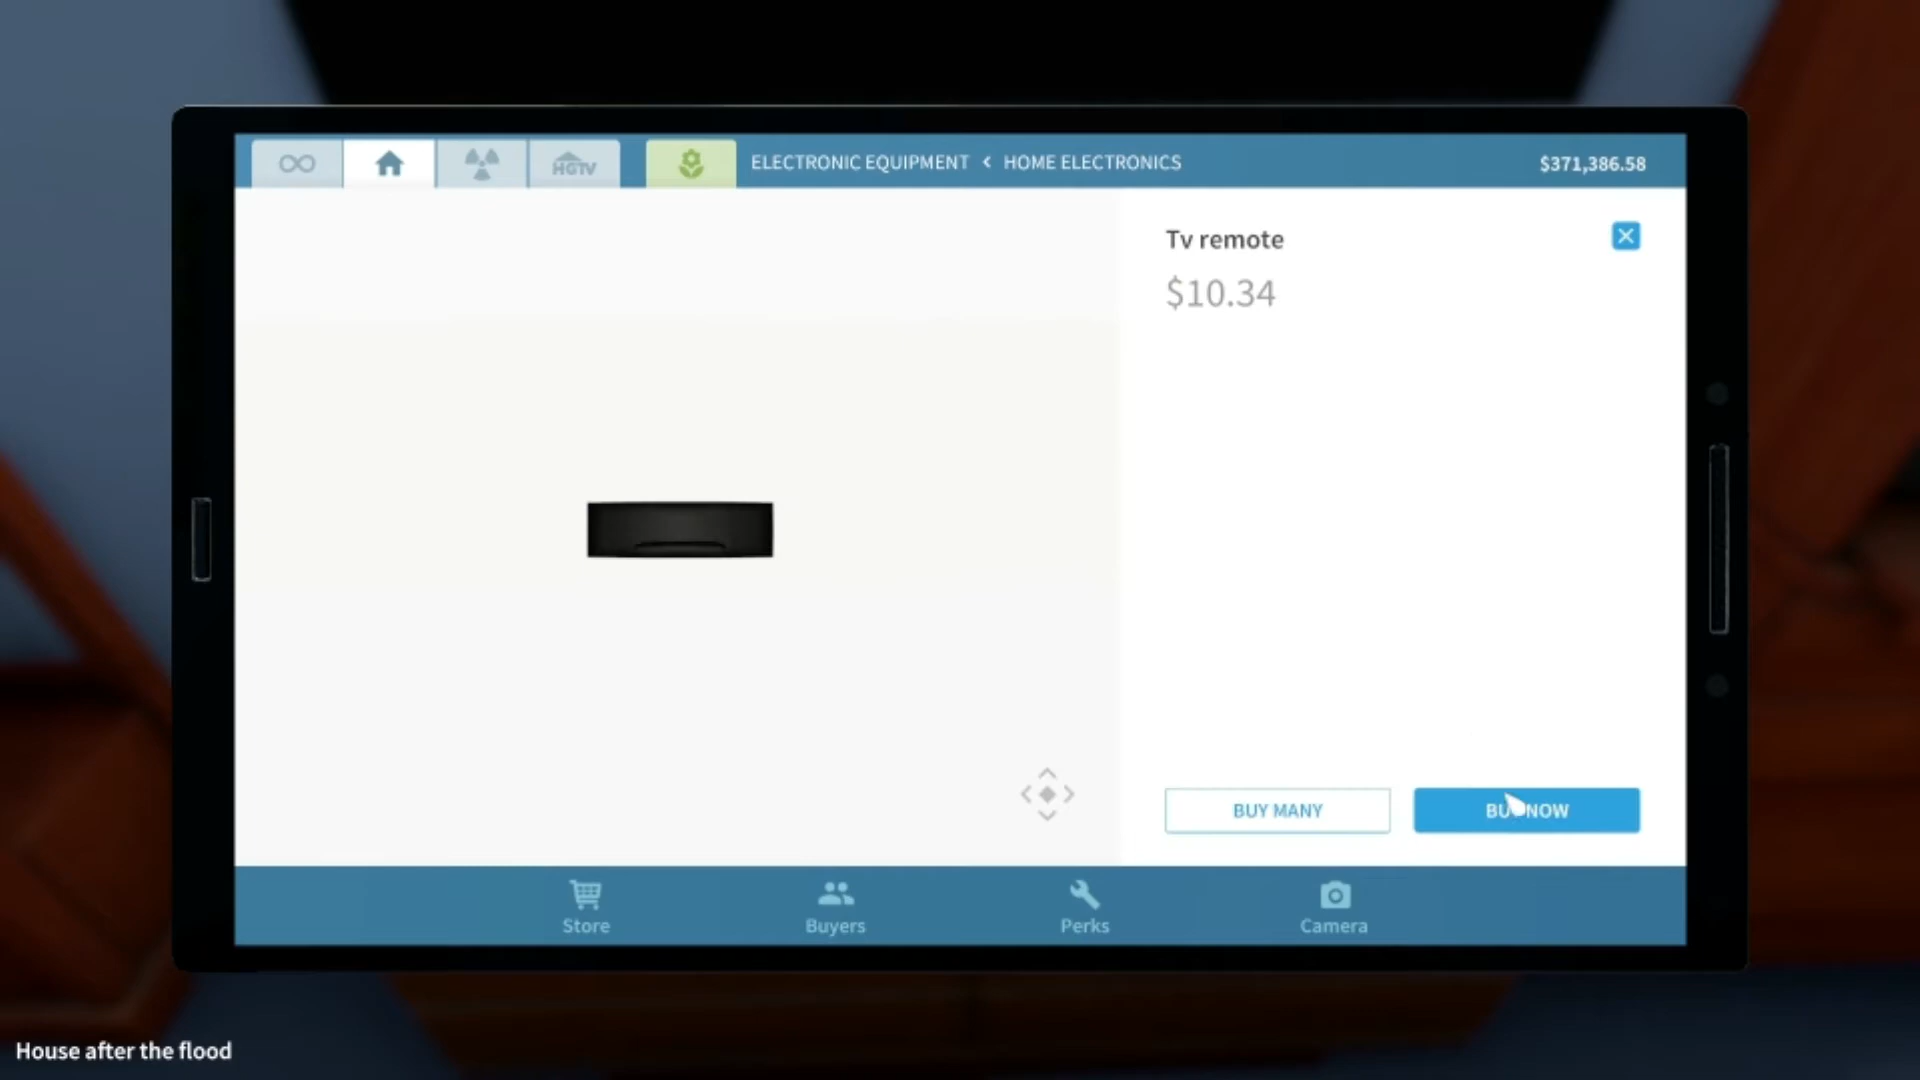 HGTV
ELECTRONIC EQUIPMENT < HOME ELECTRONICS
$371,386.58
Tv remote
$10.34
BUY MANY
BUY NOW
Store
Buyers
Perks
Camera
House after the flood